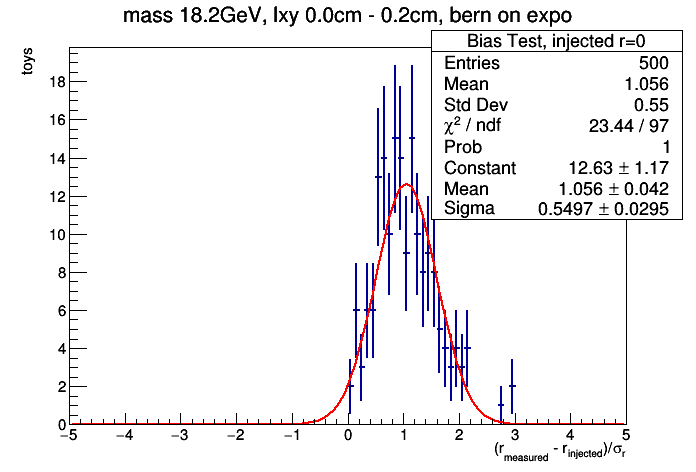 mass 18.2GeV, lxy 0.0cm - 0.2cm, bern on expo
Bias Test, injected r=0
Entries 500
Mean 1.056
Std Dev 0.55
χ² / ndf 23.44 / 97
Prob 1
Constant 12.63 ± 1.17
Mean 1.056 ± 0.042
Sigma 0.5497 ± 0.0295
toys
18
16
14
12
10
8
6
4
2
0
−5 −4 −3 −2 −1 0 1 2 3 4 5
(r_measured - r_injected)/σ_r